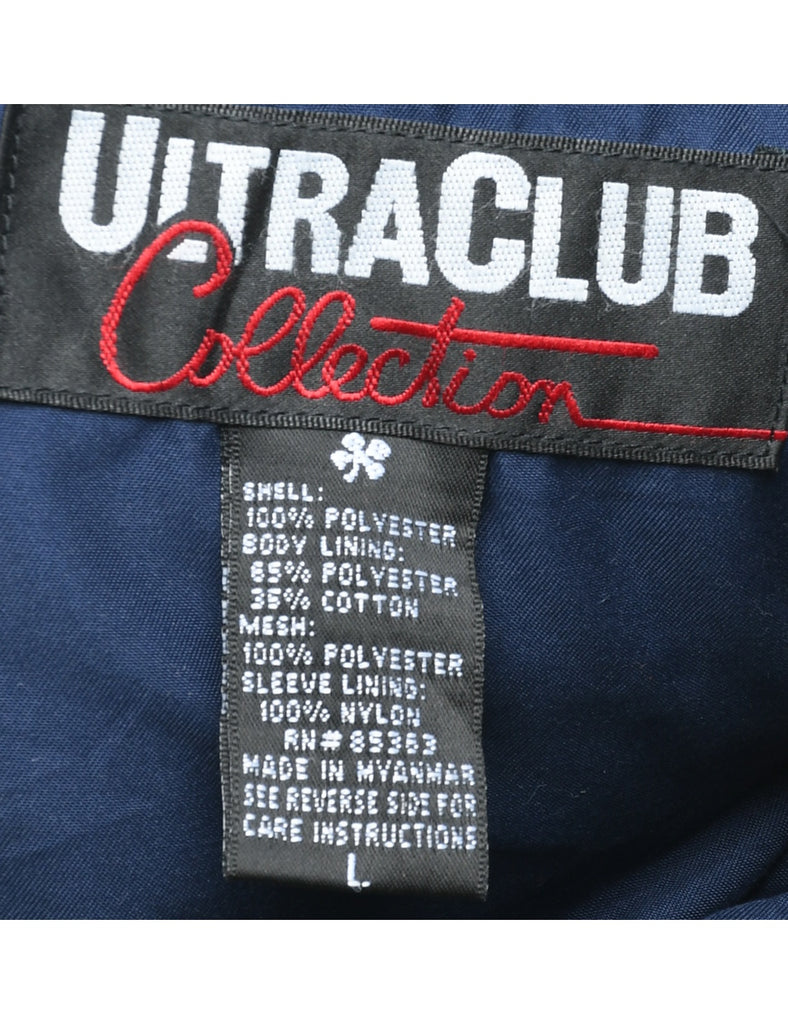 ULTRACLUB
Collection
SHELL:
100% POLYESTER
BODY LINING:
65% POLYESTER
35% COTTON
MESH:
100% POLYESTER
SLEEVE LINING:
100% NYLON
RN# 85363
MADE IN MYANMAR
SEE REVERSE SIDE FOR
CARE INSTRUCTIONS
L